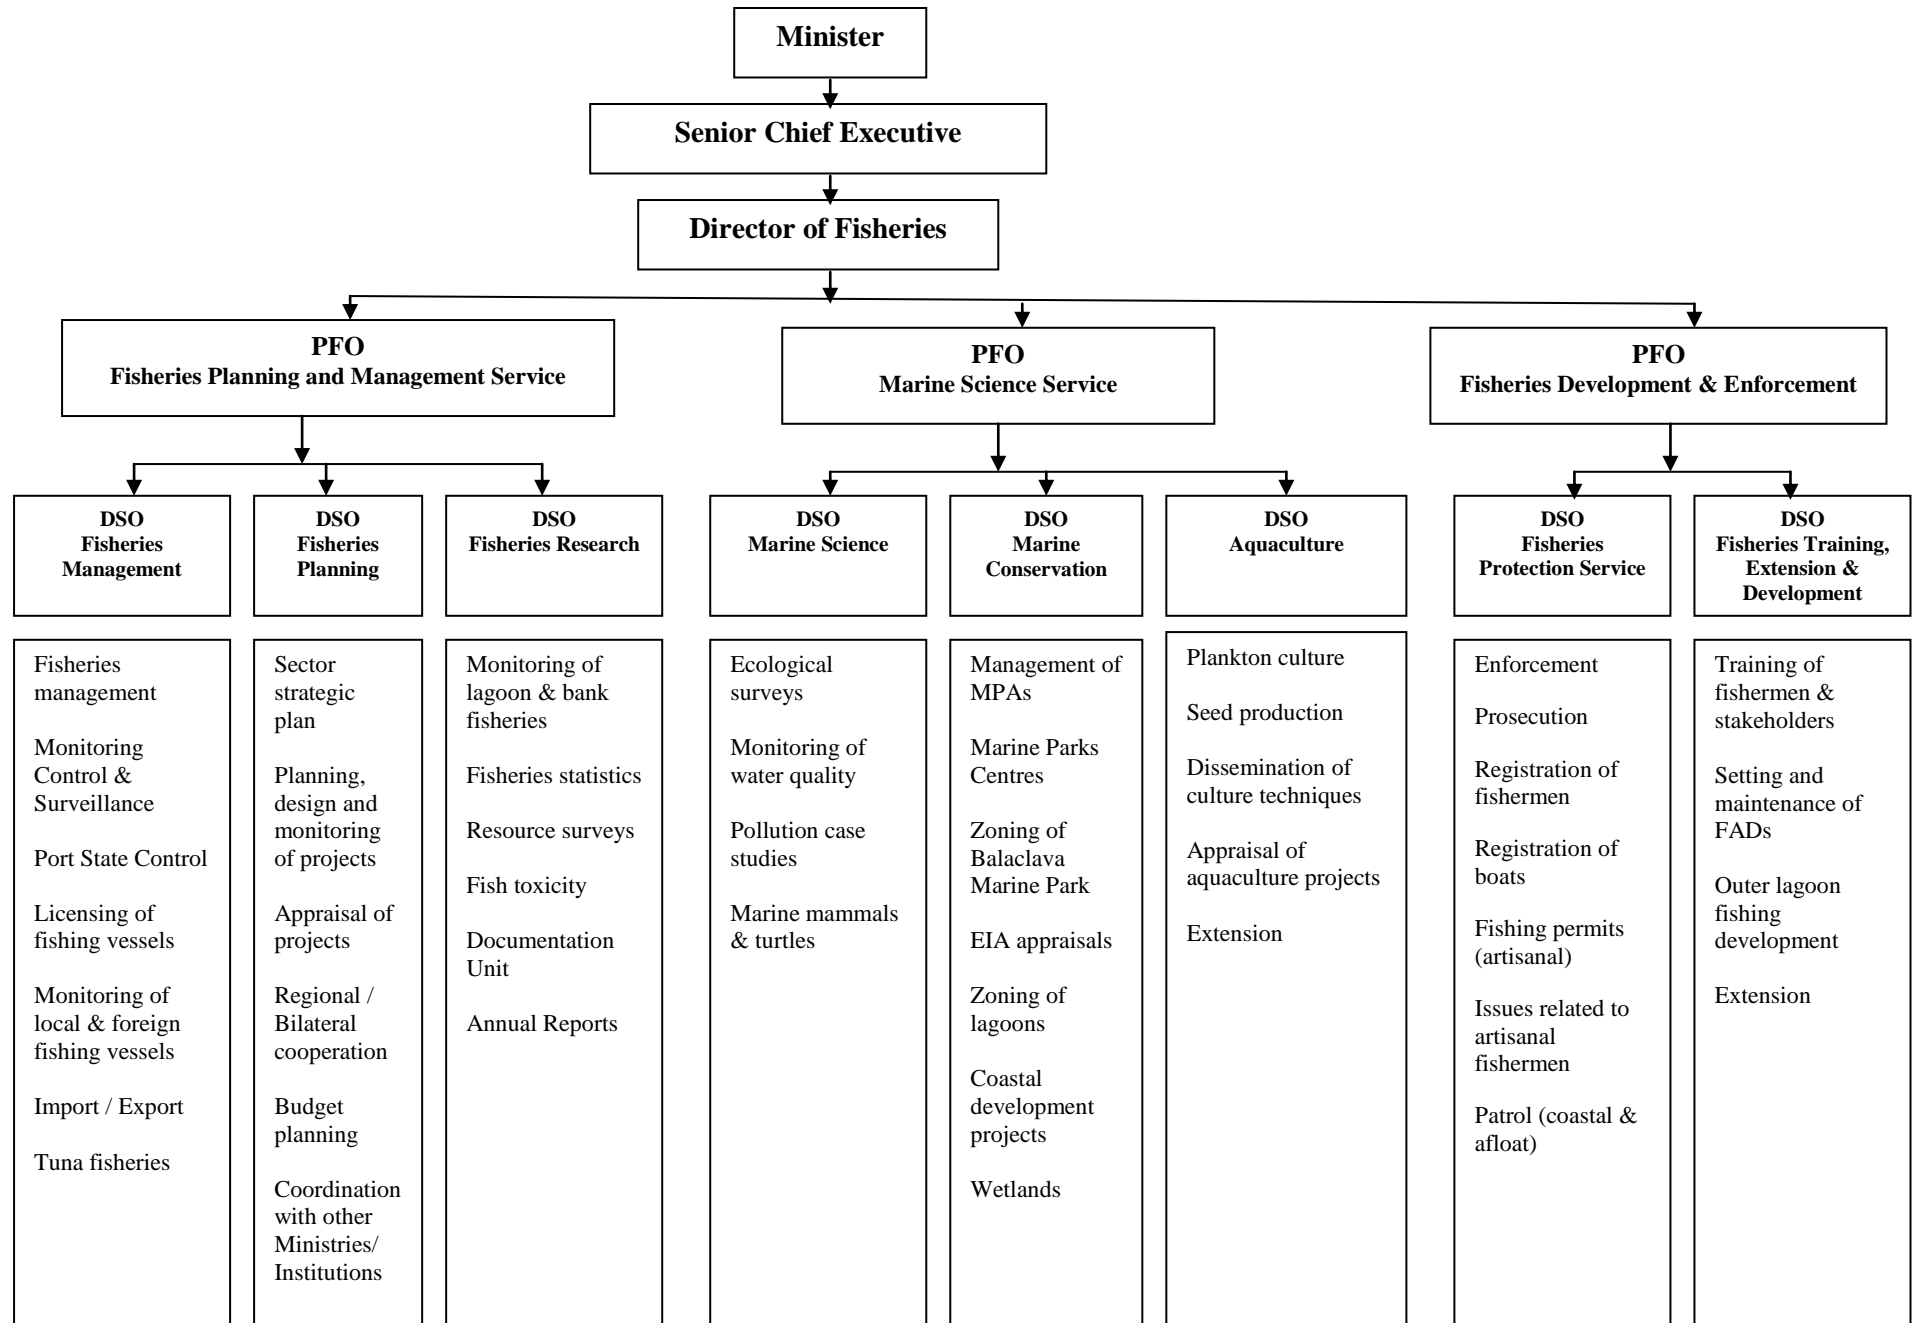 Minister
Senior Chief Executive
Director of Fisheries
PFO
Fisheries Planning and Management Service
PFO
Marine Science Service
PFO
Fisheries Development & Enforcement
DSO
Fisheries
Management
DSO
Fisheries
Planning
DSO
Fisheries Research
DSO
Marine Science
DSO
Marine
Conservation
DSO
Aquaculture
DSO
Fisheries
Protection Service
DSO
Fisheries Training,
Extension &
Development
Fisheries
management
Monitoring
Control &
Surveillance
Port State Control
Licensing of
fishing vessels
Monitoring of
local & foreign
fishing vessels
Import / Export
Tuna fisheries
Sector
strategic
plan
Planning,
design and
monitoring
of projects
Appraisal of
projects
Regional /
Bilateral
cooperation
Budget
planning
Coordination
with other
Ministries/
Institutions
Monitoring of
lagoon & bank
fisheries
Fisheries statistics
Resource surveys
Fish toxicity
Documentation
Unit
Annual Reports
Ecological
surveys
Monitoring of
water quality
Pollution case
studies
Marine mammals
& turtles
Management of
MPAs
Marine Parks
Centres
Zoning of
Balaclava
Marine Park
EIA appraisals
Zoning of
lagoons
Coastal
development
projects
Wetlands
Plankton culture
Seed production
Dissemination of
culture techniques
Appraisal of
aquaculture projects
Extension
Enforcement
Prosecution
Registration of
fishermen
Registration of
boats
Fishing permits
(artisanal)
Issues related to
artisanal
fishermen
Patrol (coastal &
afloat)
Training of
fishermen &
stakeholders
Setting and
maintenance of
FADs
Outer lagoon
fishing
development
Extension